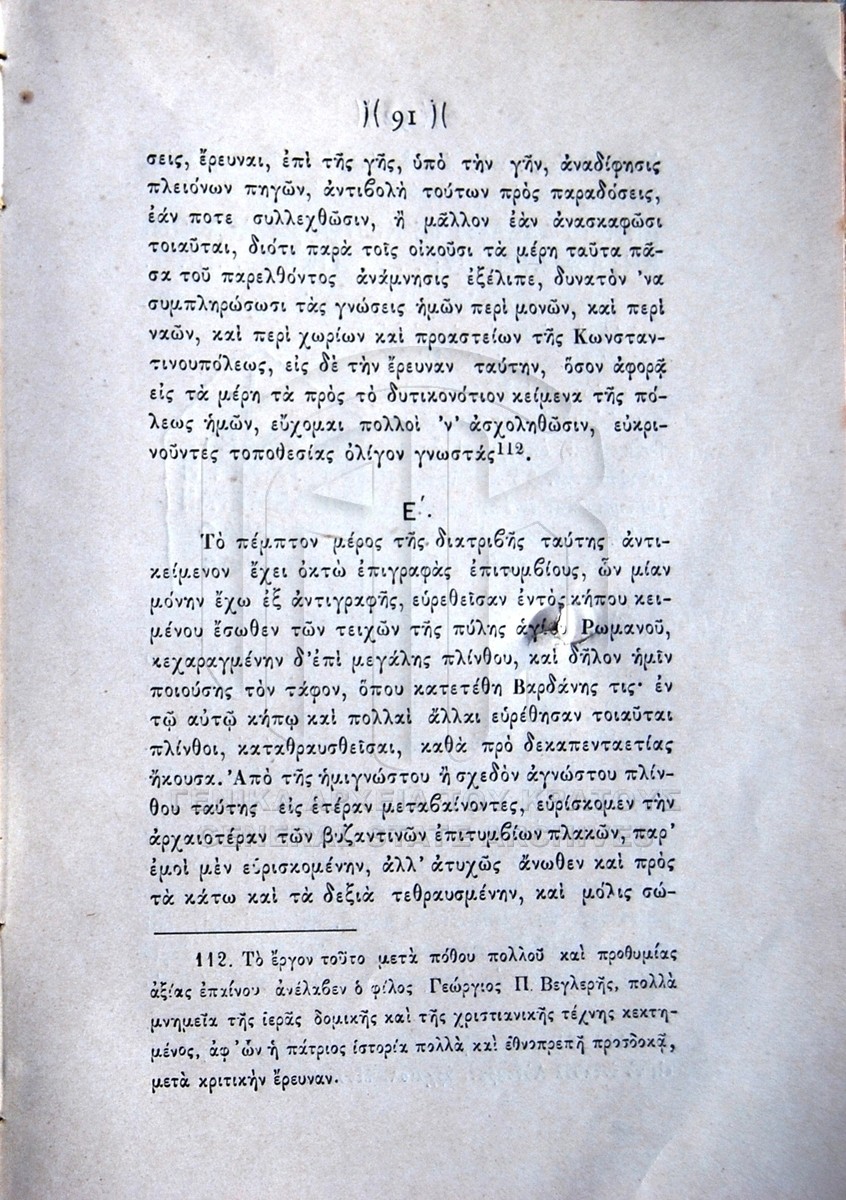 )( 91 )(
σεις, ἔρευναι, ἐπὶ τῆς γῆς, ὑπὸ τὴν γῆν, ἀναδίφησις
πλειόνων πηγῶν, ἀντιβολὴ τούτων πρὸς παραδόσεις,
ἐάν ποτε συλλεχθῶσιν, ἢ μᾶλλον ἐὰν ἀνασκαφῶσι
τοιαῦται, διότι παρὰ τοῖς οἰκοῦσι τὰ μέρη ταῦτα πᾶ-
σα τοῦ παρελθόντος ἀνάμνησις ἐξέλιπε, δυνατὸν ’να
συμπληρώσωσι τὰς γνώσεις ἡμῶν περὶ μονῶν, καὶ περὶ
ναῶν, καὶ περὶ χωρίων καὶ προαστείων τῆς Κωνσταν-
τινουπόλεως, εἰς δὲ τὴν ἔρευναν ταύτην, ὅσον ἀφορᾷ
εἰς τὰ μέρη τὰ πρὸς τὸ δυτικονότιον κείμενα τῆς πό-
λεως ἡμῶν, εὔχομαι πολλοὶ ’ν’ ἀσχοληθῶσιν, εὐκρι-
νοῦντες τοποθεσίας ὀλίγον γνωστάς¹¹².
Ε΄.
Τὸ πέμπτον μέρος τῆς διατριβῆς ταύτης ἀντι-
κείμενον ἔχει ὀκτὼ ἐπιγραφὰς ἐπιτυμβίους, ὧν μίαν
μόνην ἔχω ἐξ ἀντιγραφῆς, εὑρεθεῖσαν ἐντὸς κήπου κει-
μένου ἔσωθεν τῶν τειχῶν τῆς πύλης ἁγίου Ῥωμανοῦ,
κεχαραγμένην δ’ἐπὶ μεγάλης πλίνθου, καὶ δῆλον ἡμῖν
ποιούσης τὸν τάφον, ὅπου κατετέθη Βαρδάνης τις· ἐν
τῷ αὐτῷ κήπῳ καὶ πολλαὶ ἄλλαι εὑρέθησαν τοιαῦται
πλίνθοι, καταθραυσθεῖσαι, καθὰ πρὸ δεκαπενταετίας
ἤκουσα. Ἀπὸ τῆς ἡμιγνώστου ἢ σχεδὸν ἀγνώστου πλίν-
θου ταύτης εἰς ἑτέραν μεταβαίνοντες, εὑρίσκομεν τὴν
ἀρχαιοτέραν τῶν βυζαντινῶν ἐπιτυμβίων πλακῶν, παρ’
ἐμοὶ μὲν εὑρισκομένην, ἀλλ’ ἀτυχῶς ἄνωθεν καὶ πρὸς
τὰ κάτω καὶ τὰ δεξιὰ τεθραυσμένην, καὶ μόλις σώ-
112. Τὸ ἔργον τοῦτο μετὰ πόθου πολλοῦ καὶ προθυμίας
ἀξίας ἐπαίνου ἀνέλαβεν ὁ φίλος Γεώργιος Π. Βεγλερῆς, πολλὰ
μνημεῖα τῆς ἱερᾶς δομικῆς καὶ τῆς χριστιανικῆς τέχνης κεκτη-
μένος, ἀφ’ ὧν ἡ πάτριος ἱστορία πολλὰ καὶ ἐθνοπρεπῆ προσδοκᾷ,
μετὰ κριτικὴν ἔρευναν.
ΓΕΝΙΚΑ ΑΡΧΕΙΑ ΤΟΥ ΚΡΑΤΟΥΣ